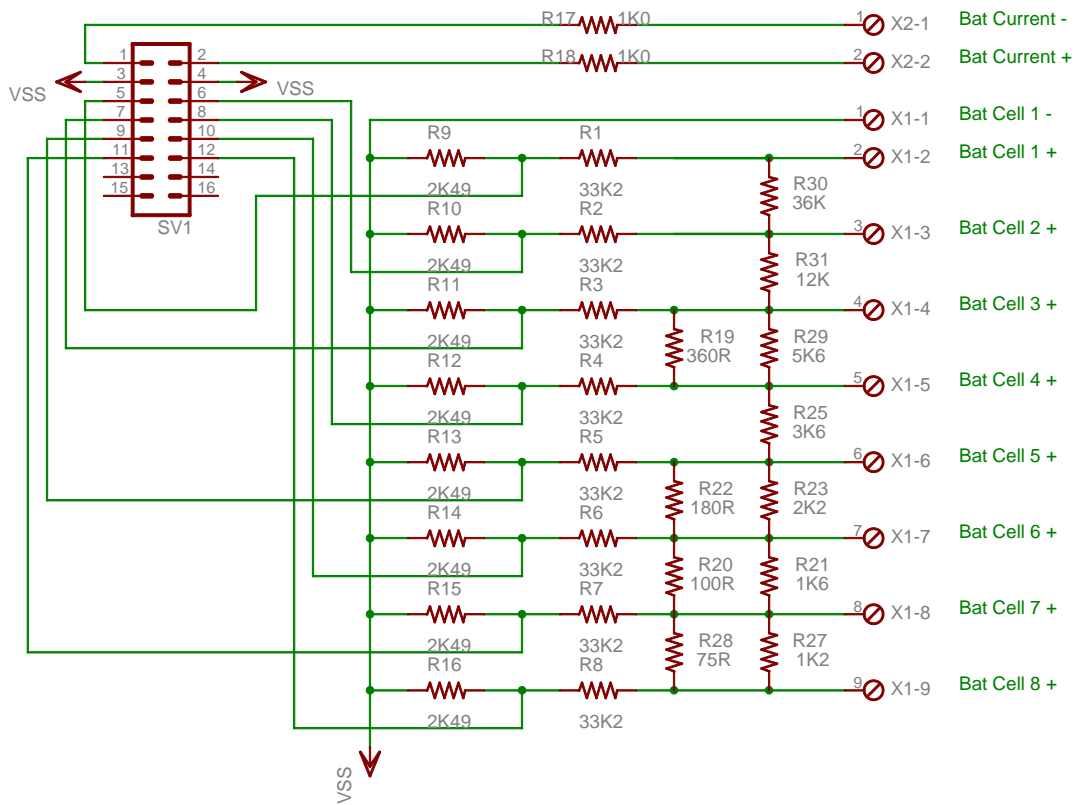 R17 1K0 1 X2-1 Bat Current -
R18 1K0 2 X2-2 Bat Current +
1 2
VSS 3 4 VSS
5 6
7 8
9 10
11 12
13 14
15 16
SV1
1 X1-1 Bat Cell 1 -
R9 R1 2 X1-2 Bat Cell 1 +
2K49 33K2 R30 36K
R10 R2 3 X1-3 Bat Cell 2 +
2K49 33K2 R31 12K
R11 R3 4 X1-4 Bat Cell 3 +
2K49 33K2 R19 360R R29 5K6
R12 R4 5 X1-5 Bat Cell 4 +
2K49 33K2 R25 3K6
R13 R5 6 X1-6 Bat Cell 5 +
2K49 33K2 R22 180R R23 2K2
R14 R6 7 X1-7 Bat Cell 6 +
2K49 33K2 R20 100R R21 1K6
R15 R7 8 X1-8 Bat Cell 7 +
2K49 33K2 R28 75R R27 1K2
R16 R8 9 X1-9 Bat Cell 8 +
2K49 33K2
VSS